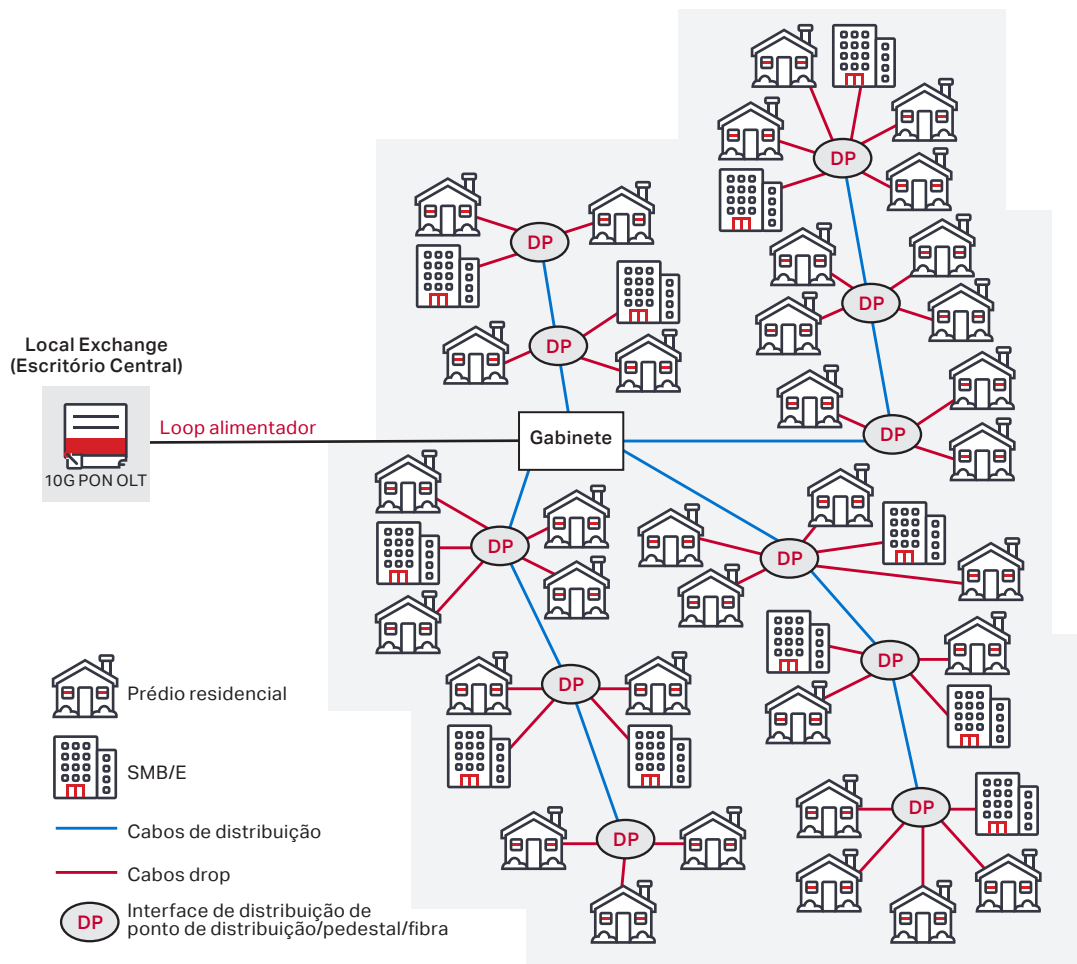 DP
DP
DP
DP
DP
Local Exchange
(Escritório Central)
Loop alimentador
Gabinete
DP
10G PON OLT
DP
DP
DP
Prédio residencial
DP
SMB/E
DP
Cabos de distribuição
DP
Cabos drop
DP
Interface de distribuição de
ponto de distribuição/pedestal/fibra